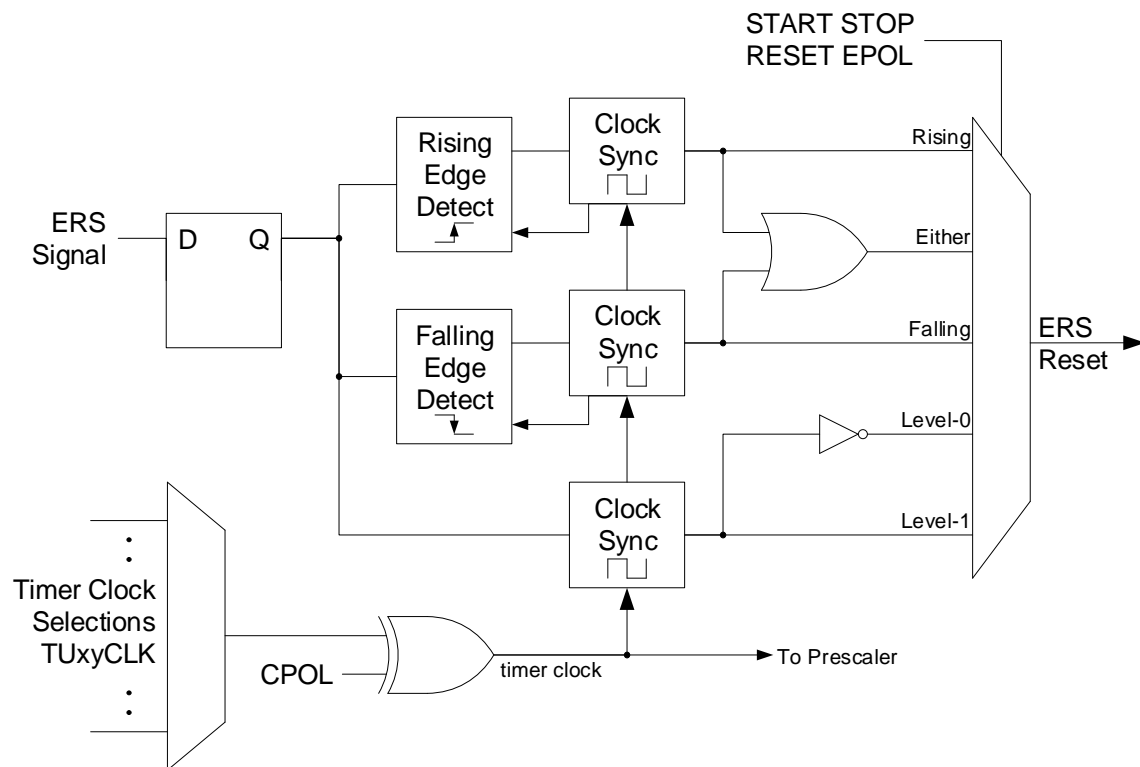 START STOP
RESET EPOL
Rising
Edge
Detect
Clock
Sync
Rising
ERS
Signal
D Q
Either
Falling
Edge
Detect
Clock
Sync
Falling
ERS
Reset
Level-0
Clock
Sync
Level-1
Timer Clock
Selections
TUxyCLK
CPOL
timer clock
To Prescaler